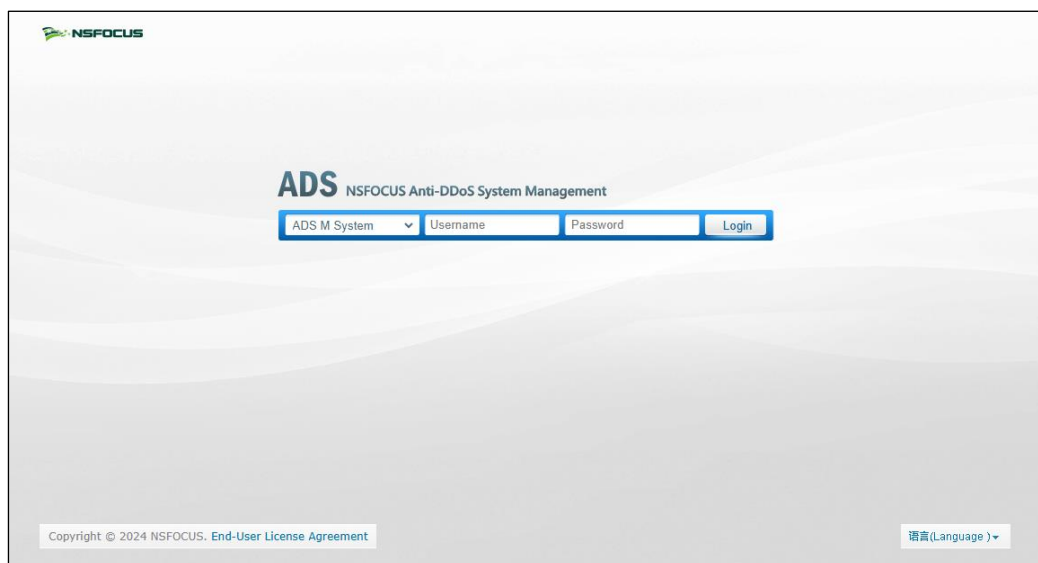 NSFOCUS
ADS NSFOCUS Anti-DDoS System Management
ADS M System Username Password Login
Copyright © 2024 NSFOCUS. End-User License Agreement
语言(Language )